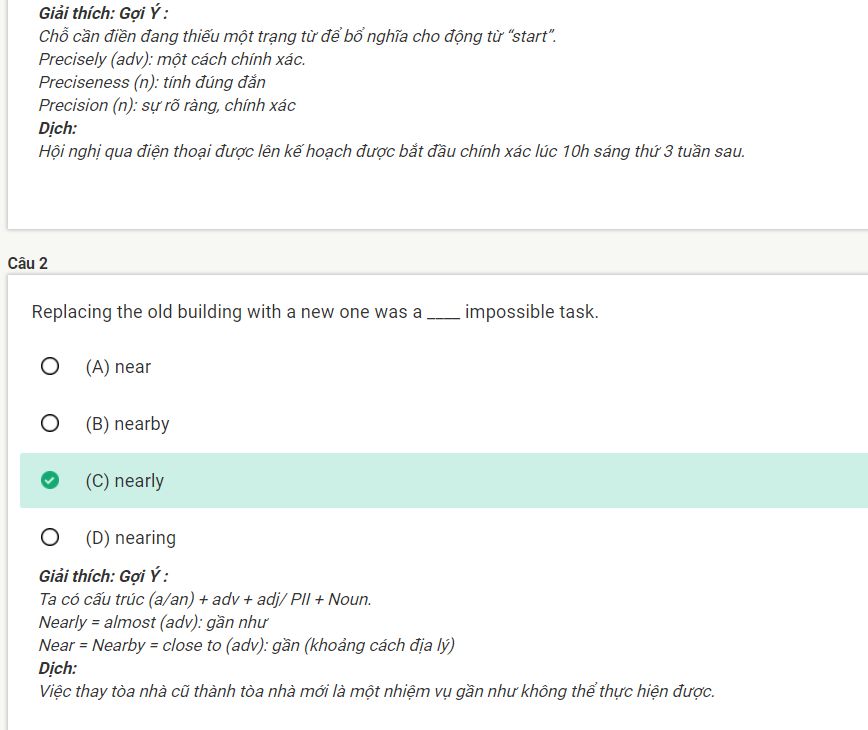 Giải thích: Gợi Ý :
Chỗ cần điền đang thiếu một trạng từ để bổ nghĩa cho động từ “start”.
Precisely (adv): một cách chính xác.
Preciseness (n): tính đúng đắn
Precision (n): sự rõ ràng, chính xác
Dịch:
Hội nghị qua điện thoại được lên kế hoạch được bắt đầu chính xác lúc 10h sáng thứ 3 tuần sau.
Câu 2
Replacing the old building with a new one was a ____ impossible task.
(A) near
(B) nearby
(C) nearly
(D) nearing
Giải thích: Gợi Ý :
Ta có cấu trúc (a/an) + adv + adj/ PII + Noun.
Nearly = almost (adv): gần như
Near = Nearby = close to (adv): gần (khoảng cách địa lý)
Dịch:
Việc thay tòa nhà cũ thành tòa nhà mới là một nhiệm vụ gần như không thể thực hiện được.